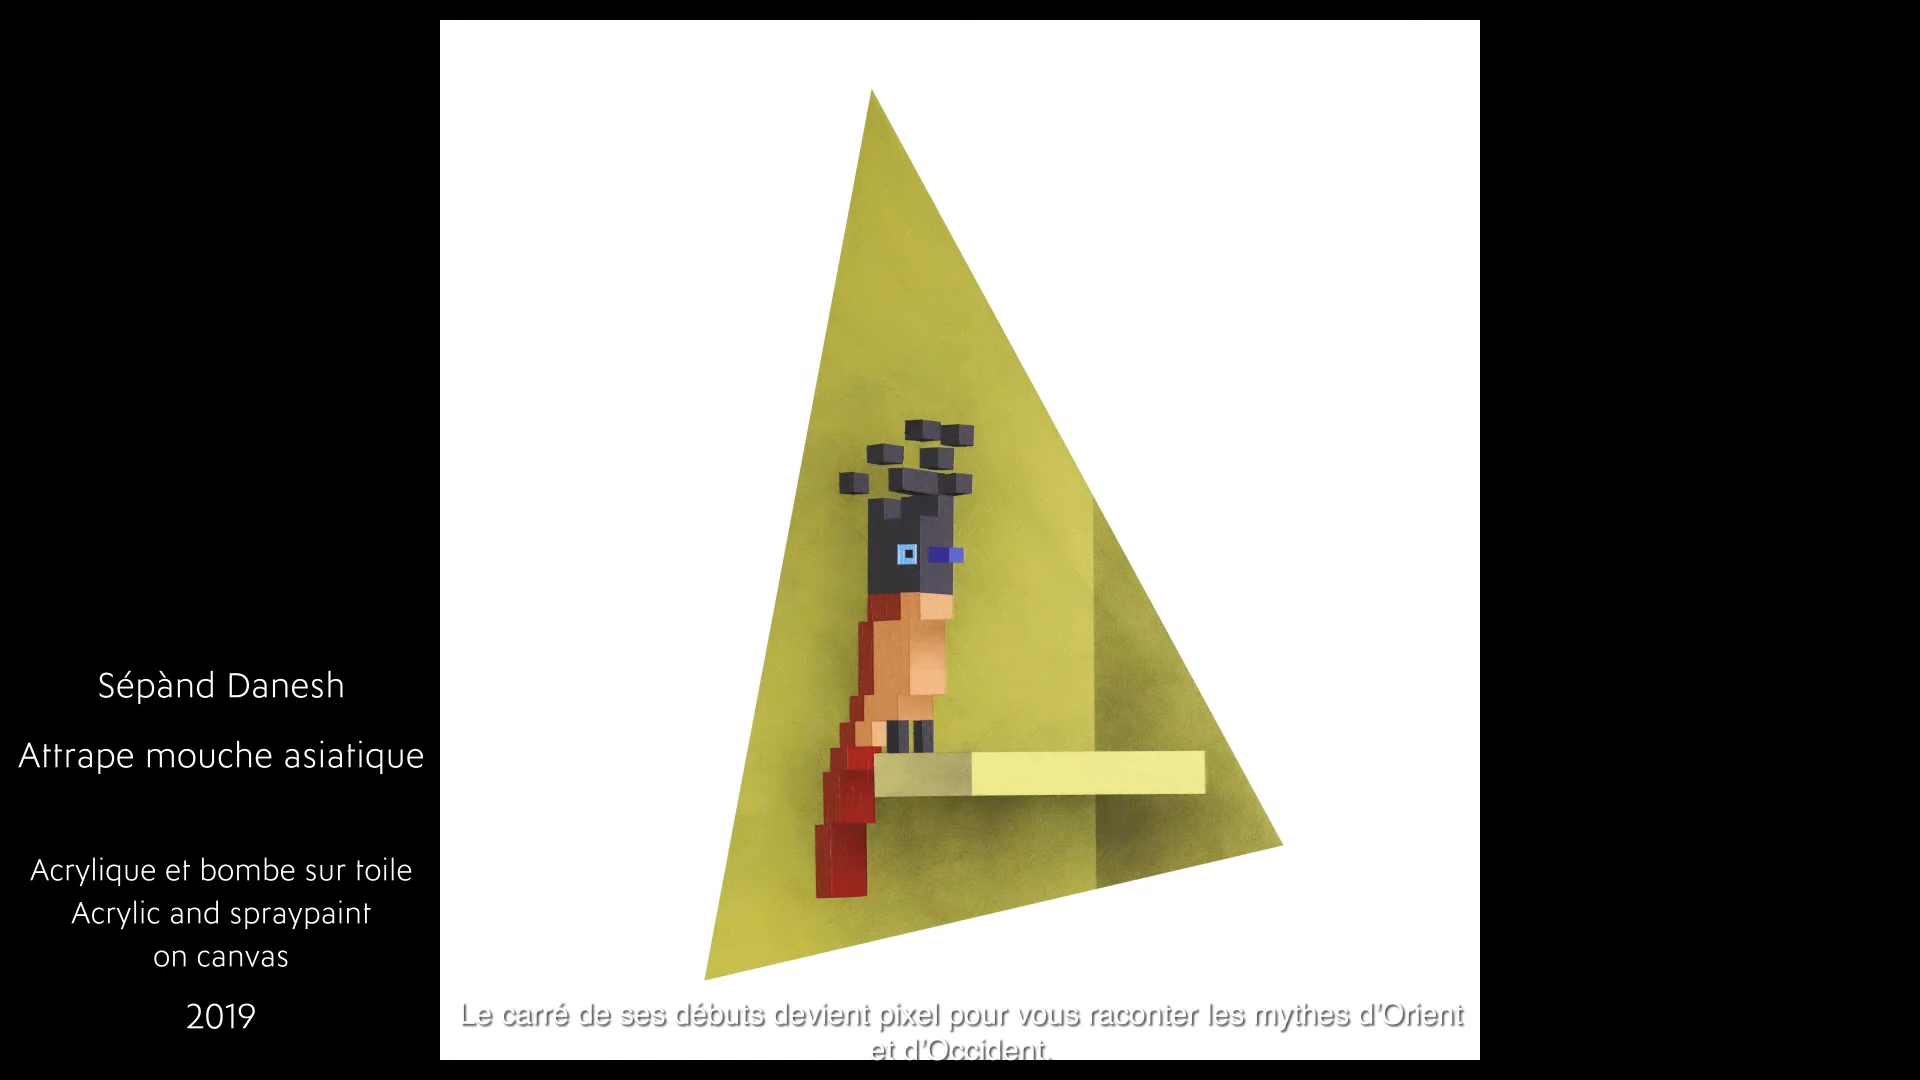 Sépànd Danesh
Attrape mouche asiatique
Acrylique et bombe sur toile
Acrylic and spraypaint
on canvas
2019
Le carré de ses débuts devient pixel pour vous raconter les mythes d'Orient
et d'Occident.